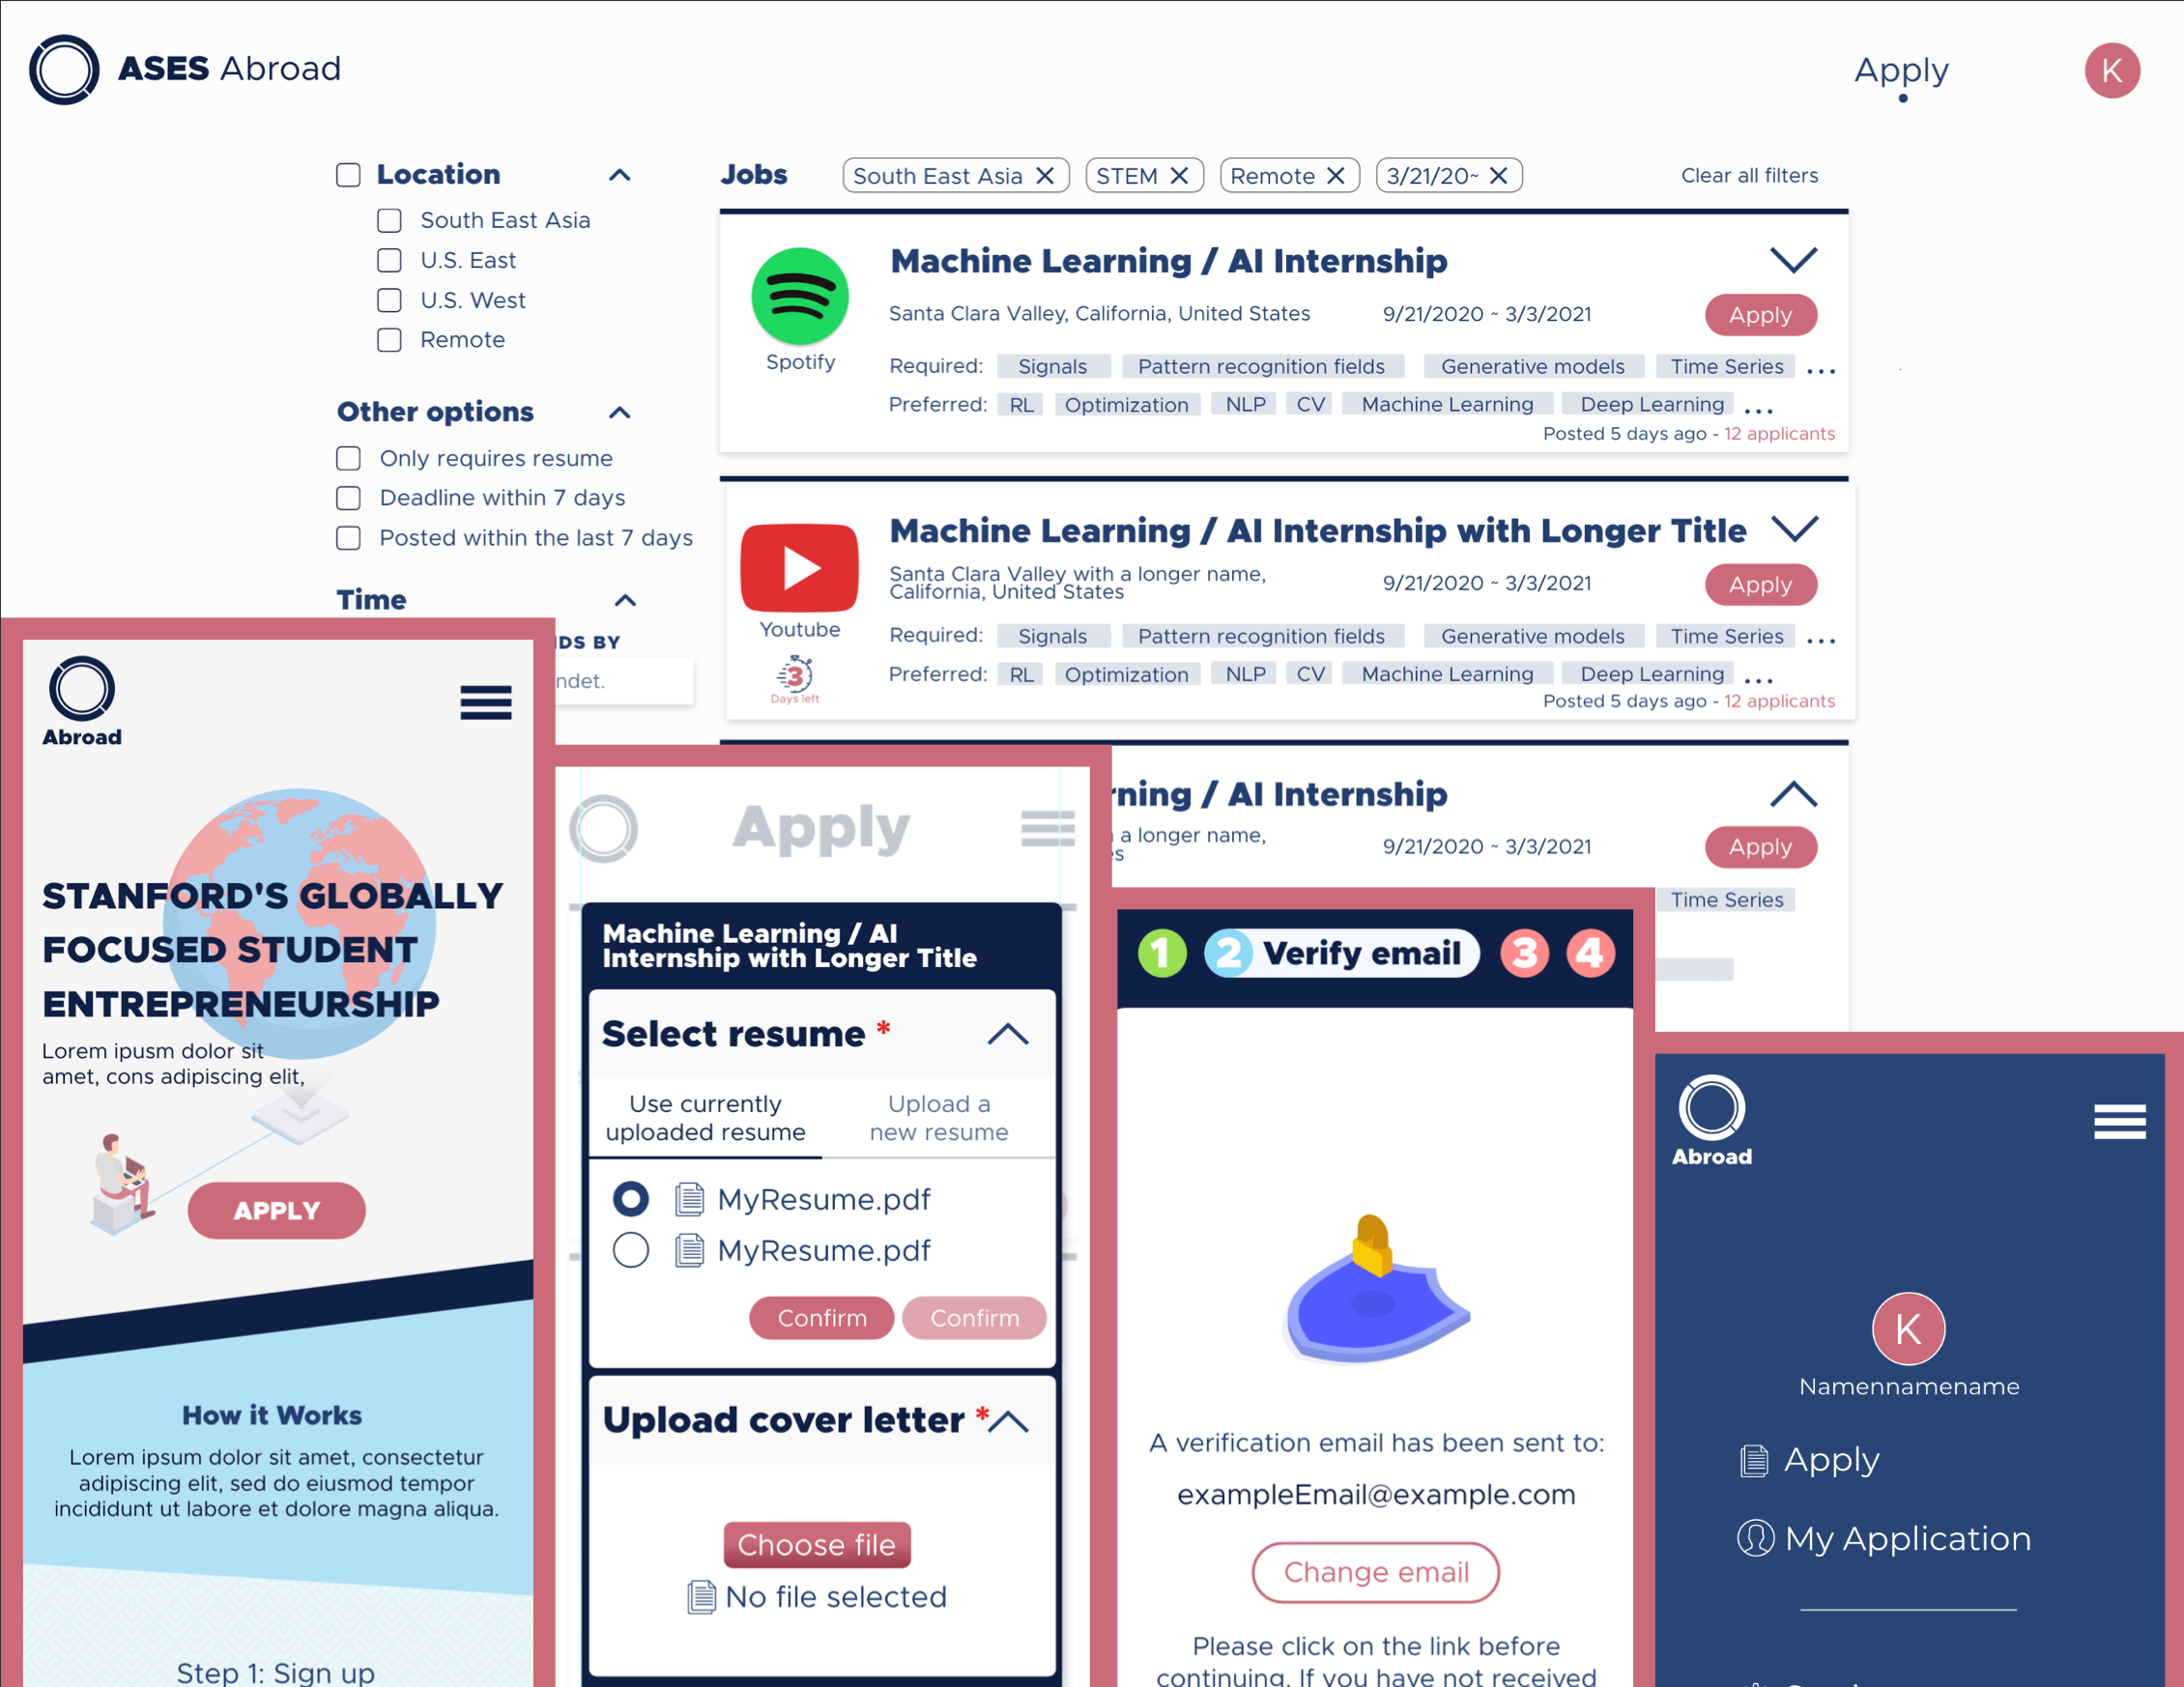 ASES Abroad
Apply
K
Location
South East Asia
U.S. East
U.S. West
Remote
Other options
Only requires resume
Deadline within 7 days
Posted within the last 7 days
Time
DS BY
ndet.
Jobs
South East Asia
STEM
Remote
3/21/20~
Clear all filters
Spotify
Machine Learning / AI Internship
Santa Clara Valley, California, United States
9/21/2020 ~ 3/3/2021
Apply
Required: Signals Pattern recognition fields Generative models Time Series ...
Preferred: RL Optimization NLP CV Machine Learning Deep Learning ...
Posted 5 days ago - 12 applicants
Youtube
3
Days left
Machine Learning / AI Internship with Longer Title
Santa Clara Valley with a longer name,
California, United States
9/21/2020 ~ 3/3/2021
Apply
Required: Signals Pattern recognition fields Generative models Time Series ...
Preferred: RL Optimization NLP CV Machine Learning Deep Learning ...
Posted 5 days ago - 12 applicants
rning / AI Internship
a longer name,
9/21/2020 ~ 3/3/2021
Apply
Time Series
Abroad
STANFORD'S GLOBALLY
FOCUSED STUDENT
ENTREPRENEURSHIP
Lorem ipusm dolor sit
amet, cons adipiscing elit,
APPLY
How it Works
Lorem ipsum dolor sit amet, consectetur
adipiscing elit, sed do eiusmod tempor
incididunt ut labore et dolore magna aliqua.
Step 1: Sign up
Apply
Machine Learning / AI
Internship with Longer Title
Select resume *
Use currently
uploaded resume
Upload a
new resume
MyResume.pdf
MyResume.pdf
Confirm
Confirm
Upload cover letter *
Choose file
No file selected
1 2 Verify email 3 4
A verification email has been sent to:
exampleEmail@example.com
Change email
Please click on the link before
continuing. If you have not received
Abroad
K
Namennamename
Apply
My Application